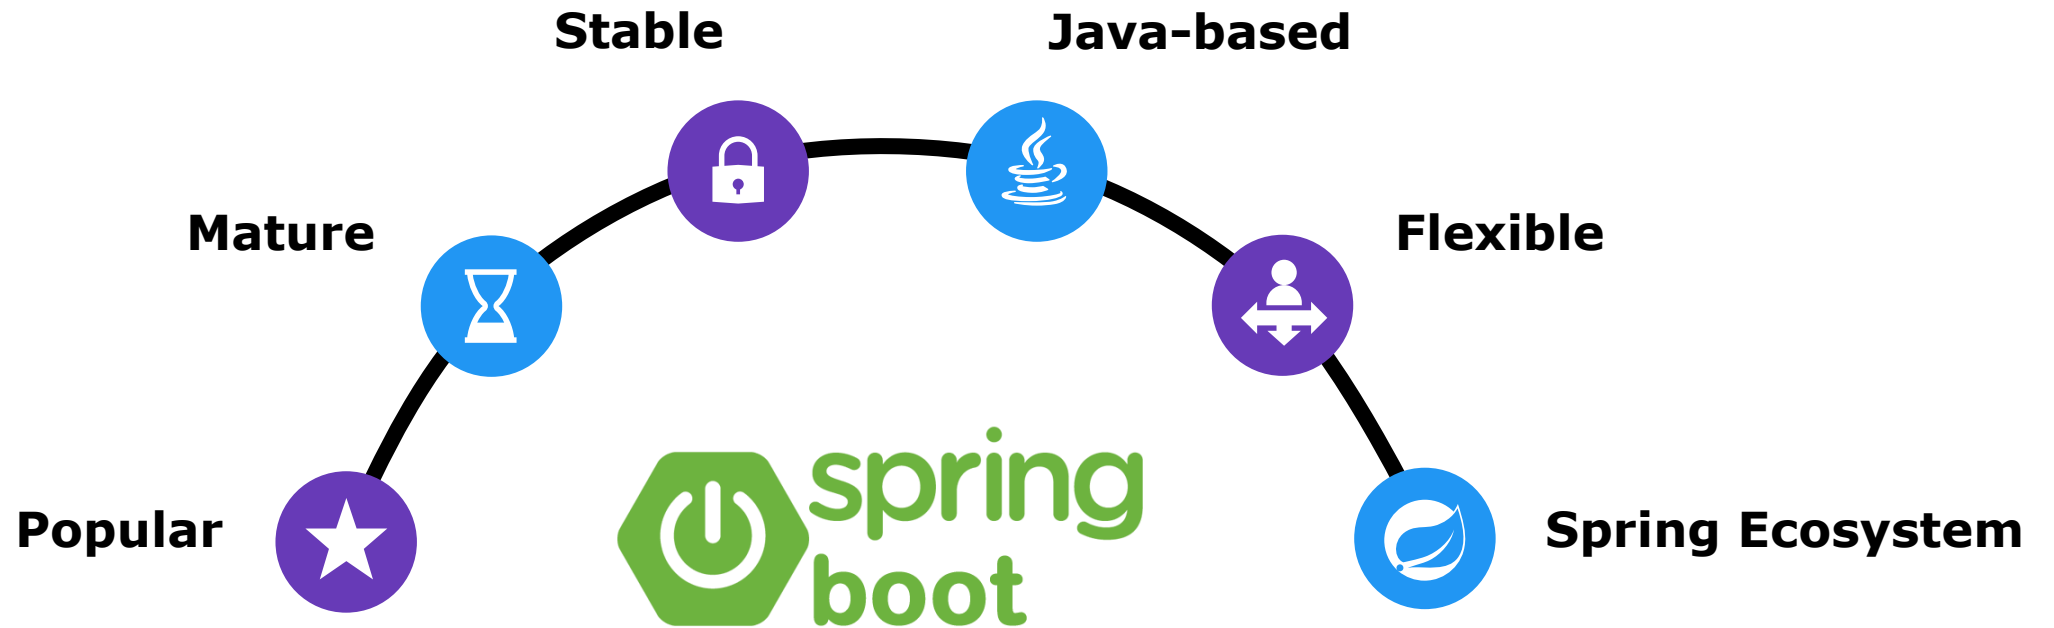 Stable
Java-based
Mature
Flexible
Popular
Spring Ecosystem
spring
boot